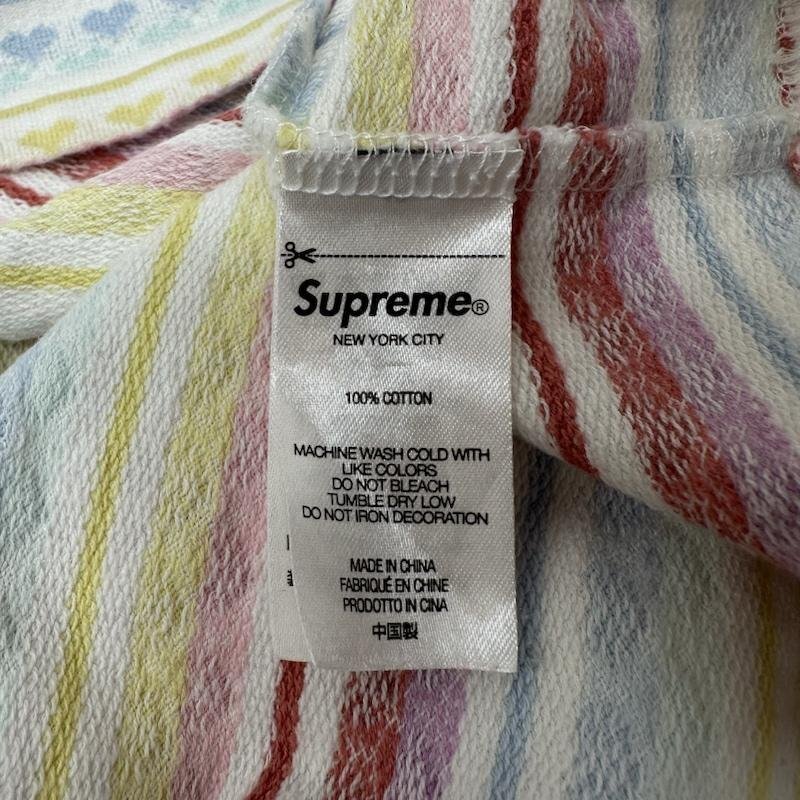 Supreme®
NEW YORK CITY
100% COTTON
MACHINE WASH COLD WITH
LIKE COLORS
DO NOT BLEACH
TUMBLE DRY LOW
DO NOT IRON DECORATION
MADE IN CHINA
FABRIQUÉ EN CHINE
PRODOTTO IN CINA
中国製